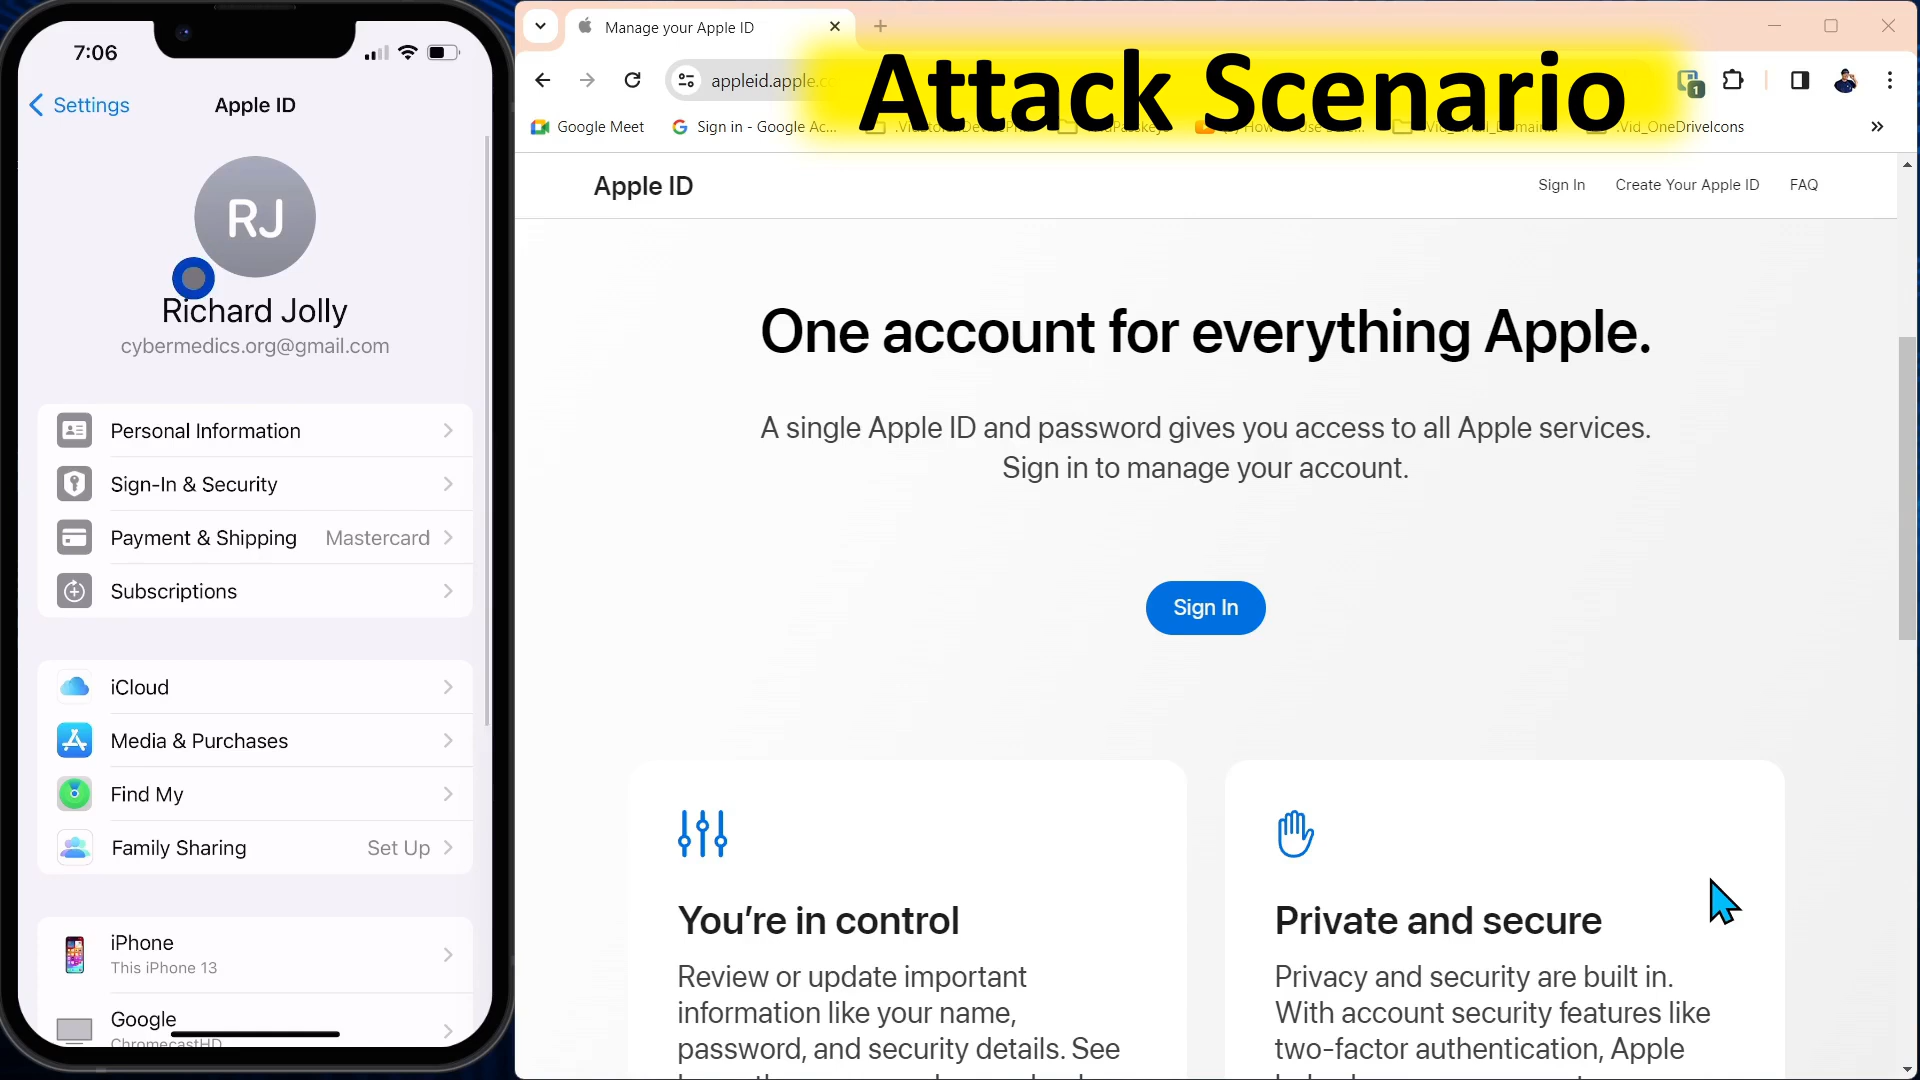 7:06
Settings
Apple ID
RJ
Richard Jolly
cybermedics.org@gmail.com
Personal Information
Sign-In & Security
Payment & Shipping Mastercard
Subscriptions
iCloud
Media & Purchases
Find My
Family Sharing Set Up
iPhone
This iPhone 13
Google
ChromecastHD
Manage your Apple ID
appleid.apple.c
Attack Scenario
1
Google Meet
Sign in - Google Ac...
.Vid_OneDriveIcons
Apple ID
Sign In
Create Your Apple ID
FAQ
One account for everything Apple.
A single Apple ID and password gives you access to all Apple services.
Sign in to manage your account.
Sign In
You're in control
Review or update important
information like your name,
password, and security details. See
Private and secure
Privacy and security are built in.
With account security features like
two-factor authentication, Apple